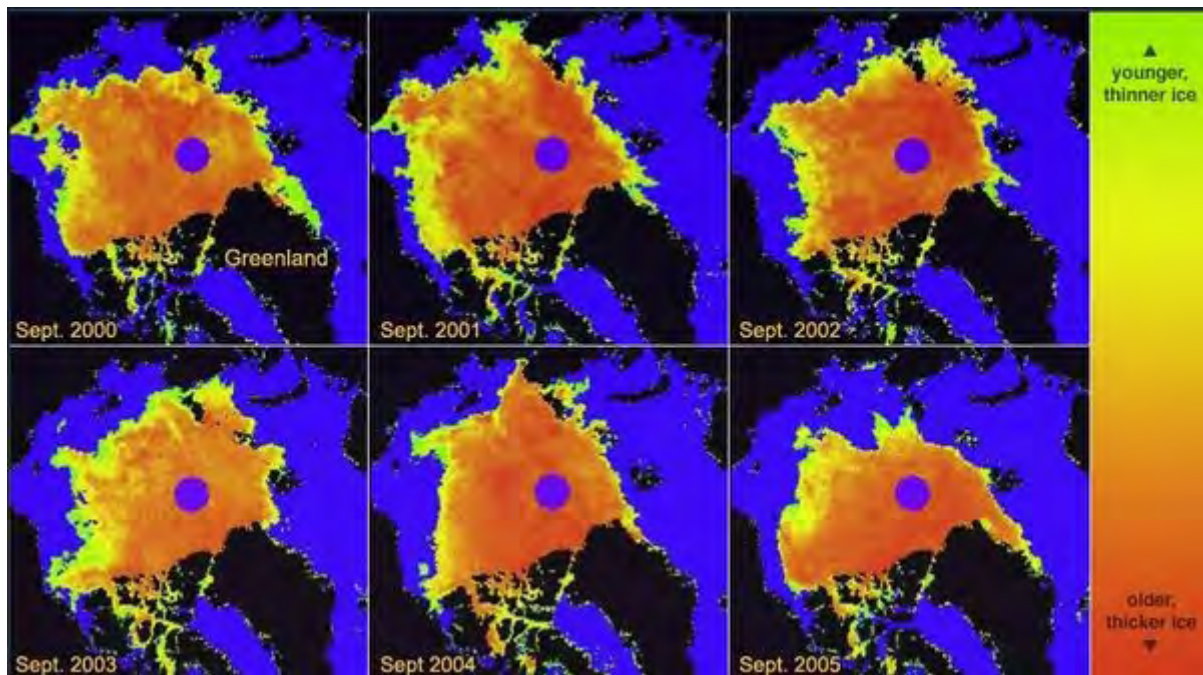 ▲
younger,
thinner ice
Greenland
Sept. 2000
Sept. 2001
Sept. 2002
Sept. 2003
Sept 2004
Sept. 2005
older,
thicker ice
▼